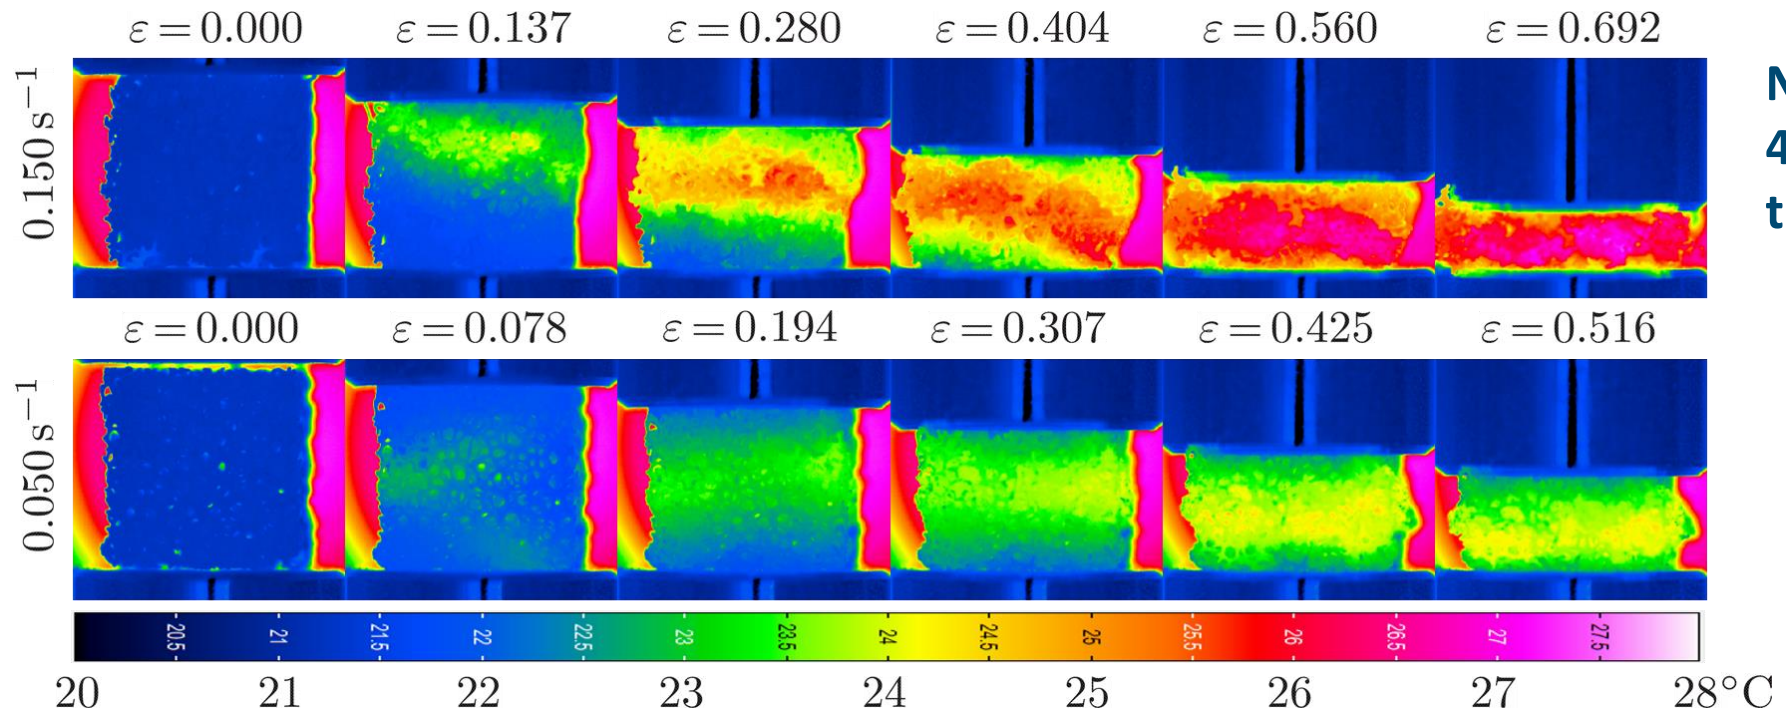 ε = 0.000 ε = 0.137 ε = 0.280 ε = 0.404 ε = 0.560 ε = 0.692
0.150 s⁻¹
ε = 0.000 ε = 0.078 ε = 0.194 ε = 0.307 ε = 0.425 ε = 0.516
0.050 s⁻¹
20.5 21 21.5 22 22.5 23 23.5 24 24.5 25 25.5 26 26.5 27 27.5
20 21 22 23 24 25 26 27 28°C
N
4
t